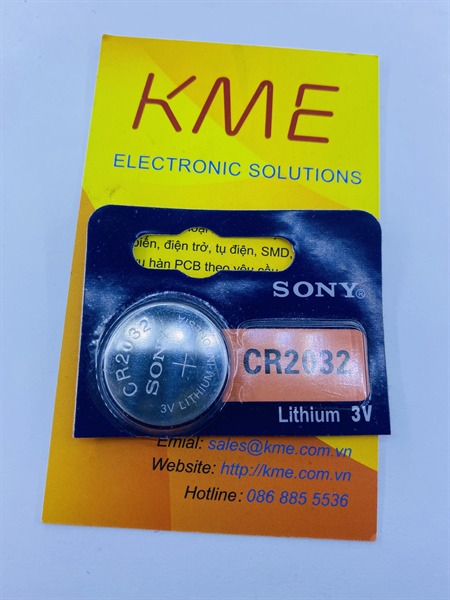 KME
ELECTRONIC SOLUTIONS
biến, điện trở, tụ điện, SMD,
hàn PCB theo yêu cầu
SONY®
CR2032
SONY
+
3V LITHIUM
CR2032
Lithium 3V
Emial: sales@kme.com.vn
Website: http://kme.com.vn
Hotline: 086 885 5536